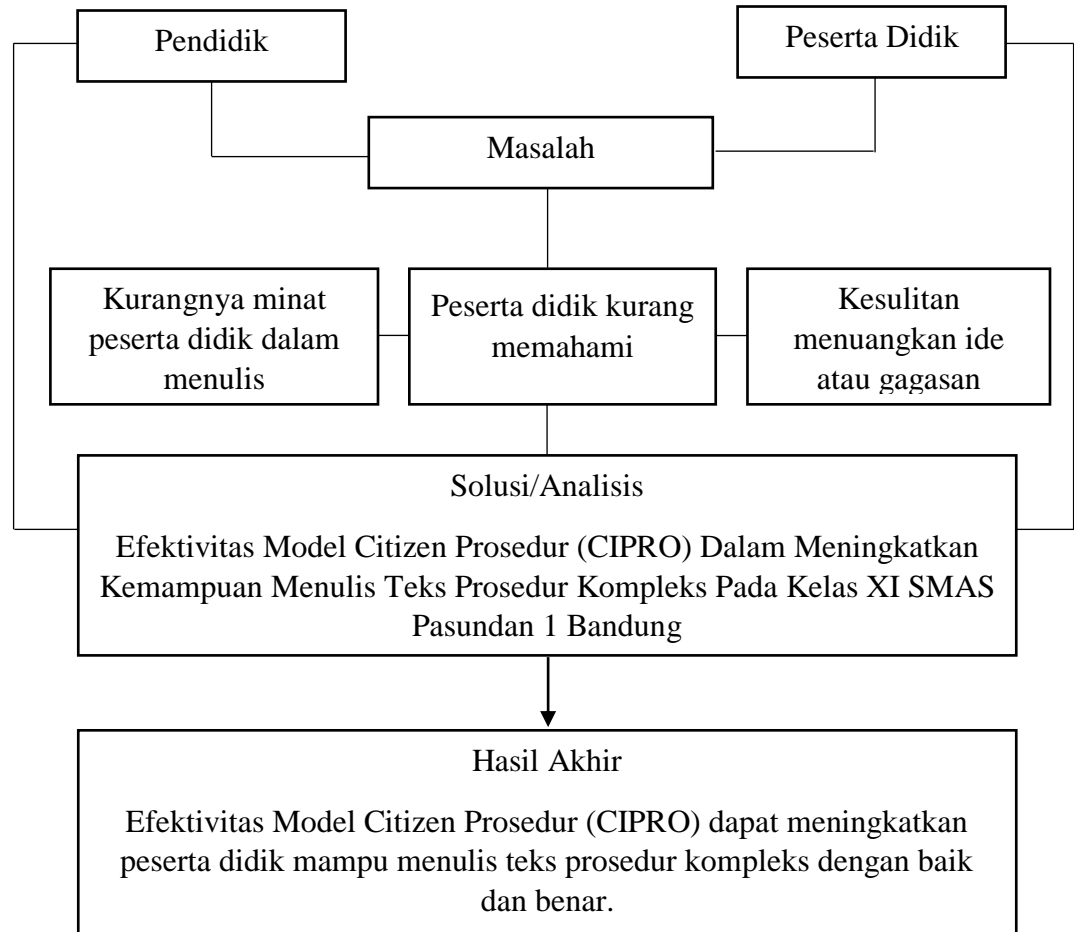 Pendidik
Peserta Didik
Masalah
Kurangnya minat
peserta didik dalam
menulis
Peserta didik kurang
memahami
Kesulitan
menuangkan ide
atau gagasan
Solusi/Analisis
Efektivitas Model Citizen Prosedur (CIPRO) Dalam Meningkatkan
Kemampuan Menulis Teks Prosedur Kompleks Pada Kelas XI SMAS
Pasundan 1 Bandung
Hasil Akhir
Efektivitas Model Citizen Prosedur (CIPRO) dapat meningkatkan
peserta didik mampu menulis teks prosedur kompleks dengan baik
dan benar.